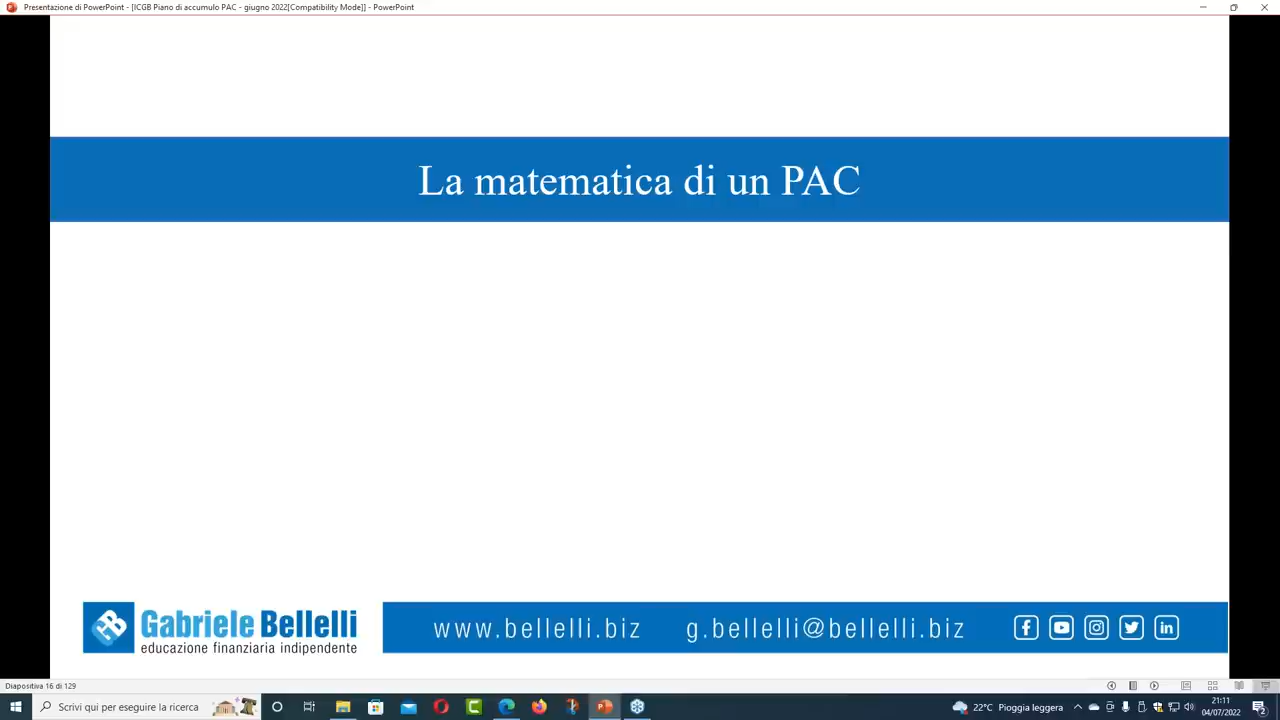 Presentazione di PowerPoint - [ICGB Piano di accumulo PAC - giugno 2022[Compatibility Mode]] - PowerPoint
La matematica di un PAC
Gabriele Bellelli
educazione finanziaria indipendente
www.bellelli.biz g.bellelli@bellelli.biz
Diapositiva 16 di 129
Scrivi qui per eseguire la ricerca
22°C Pioggia leggera
21:11
04/07/2022
2